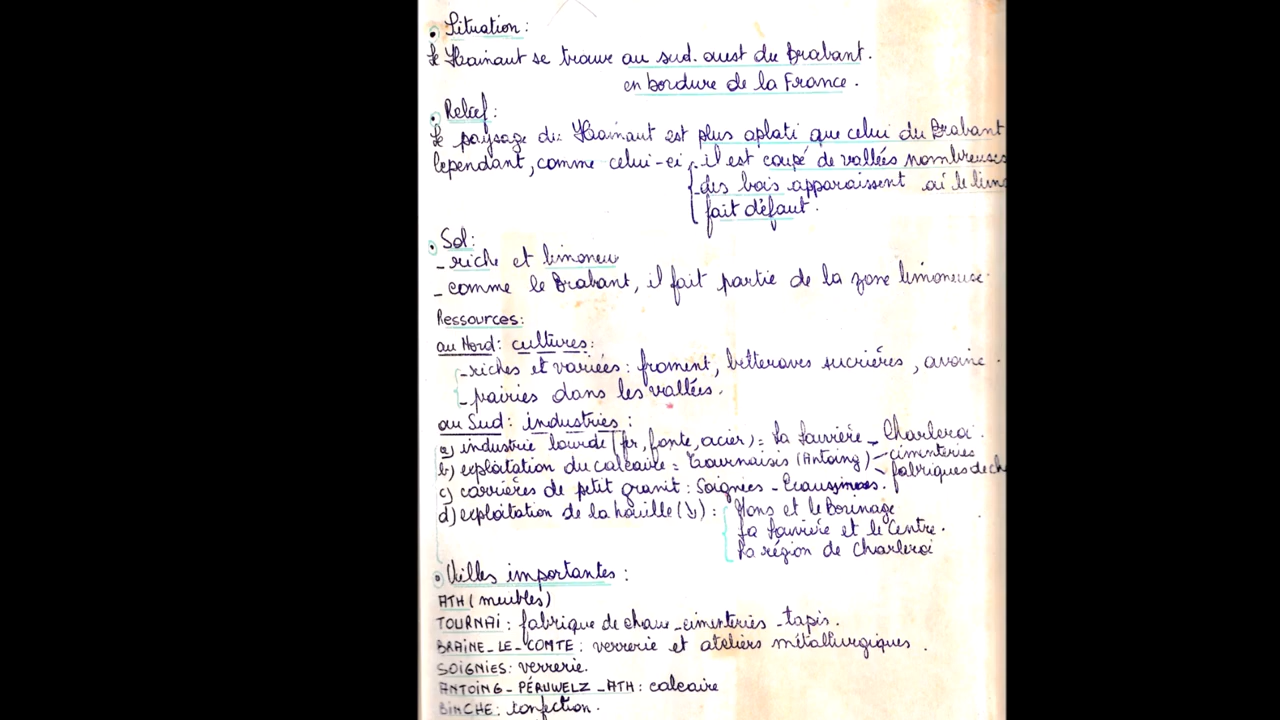 • Situation :
Le Hainaut se trouve au sud-ouest du Brabant.
en bordure de la France.
• Relief :
Le paysage du Hainaut est plus aplati que celui du Brabant
Cependant, comme celui-ci, - il est coupé de vallées nombreuses
- des bois apparaissent où le limo
fait défaut.
• Sol :
- riche et limoneu
- comme le Brabant, il fait partie de la zone limoneuse.
Ressources :
au Nord : cultures :
- riches et variées : froment, betteraves sucrières, avoine.
- prairies dans les vallées.
au Sud : industries :
a) industrie lourde (fer, fonte, acier) = La Louvière - Charleroi.
b) exploitation du calcaire = Tournaisis (Antoing) - cimenteries
- fabriques de ch
c) carrières de petit granit : Soignies - Ecaussines.
d) exploitation de la houille (↘) : Mons et le Borinage
La Louvière et le Centre.
La région de Charleroi
• Villes importantes :
ATH (meubles)
TOURNAI : fabrique de chaux - cimenteries - tapis.
BRAINE-LE-COMTE : verrerie et ateliers métallurgiques.
SOIGNIES : verrerie.
ANTOING - PÉRUWELZ - ATH : calcaire
BINCHE : confection.